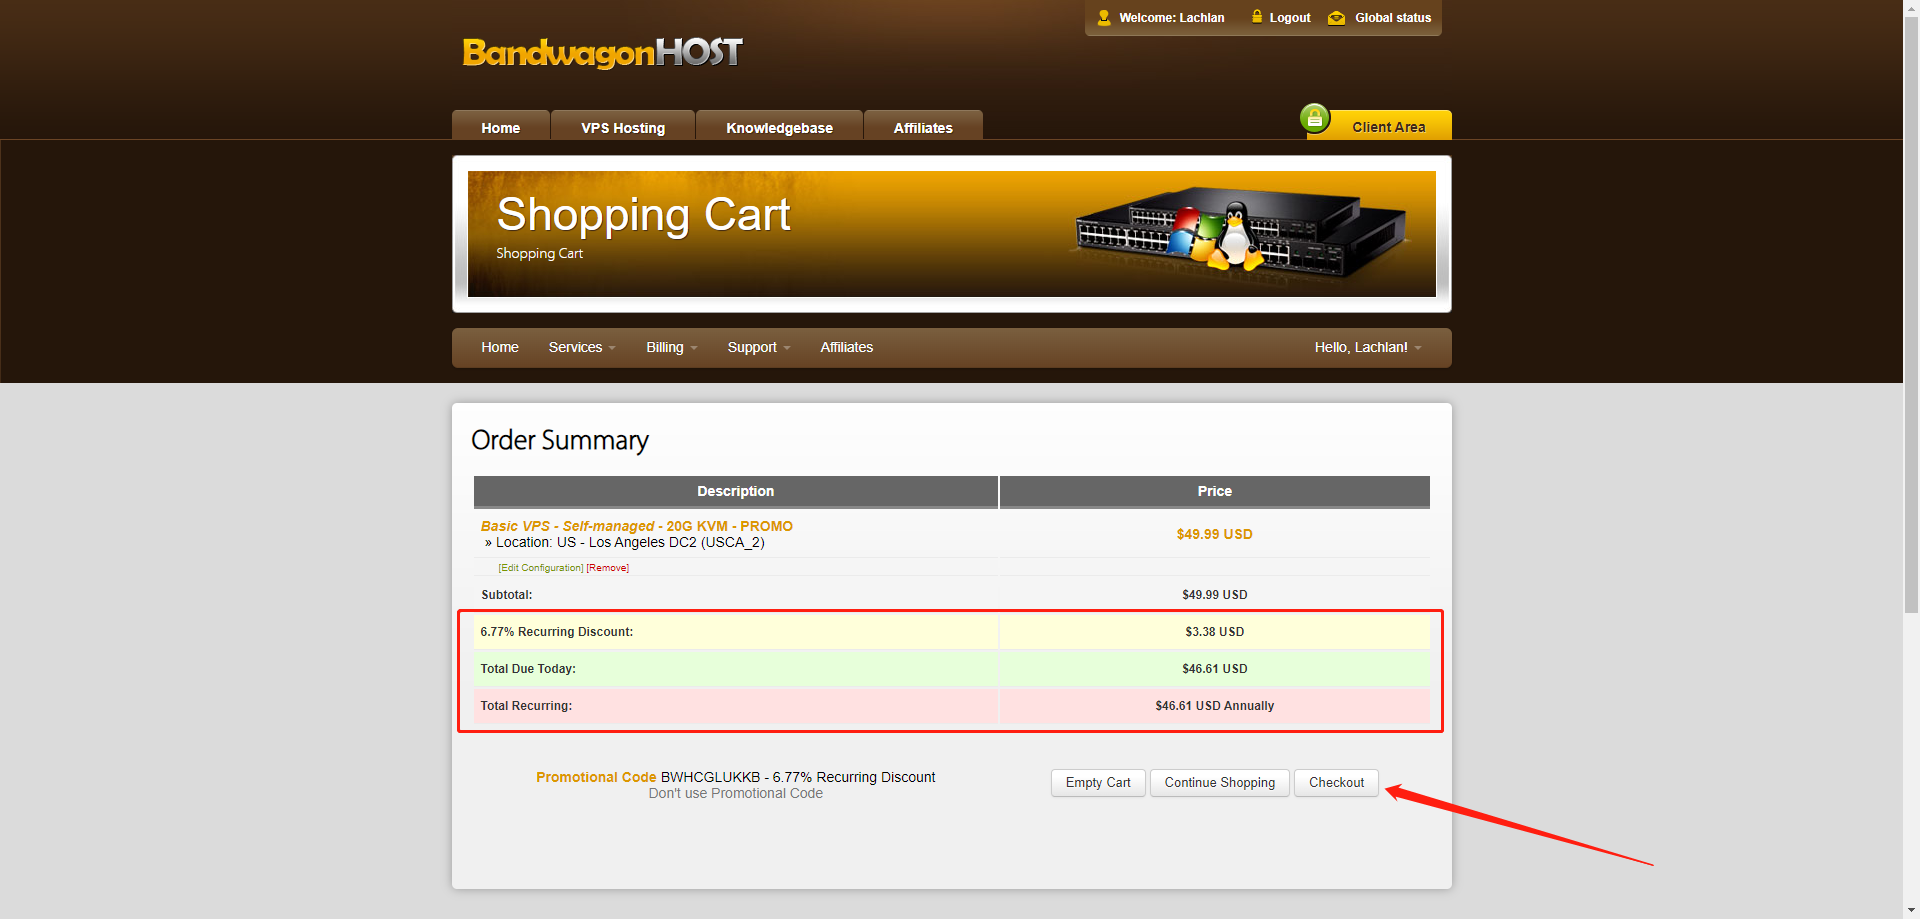 Welcome: Lachlan Logout Global status
BandwagonHOST
Home VPS Hosting Knowledgebase Affiliates Client Area
Shopping Cart
Shopping Cart
Home Services Billing Support Affiliates Hello, Lachlan!
Order Summary
Description Price
Basic VPS - Self-managed - 20G KVM - PROMO
» Location: US - Los Angeles DC2 (USCA_2)
$49.99 USD
[Edit Configuration] [Remove]
Subtotal: $49.99 USD
6.77% Recurring Discount: $3.38 USD
Total Due Today: $46.61 USD
Total Recurring: $46.61 USD Annually
Promotional Code BWHCGLUKKB - 6.77% Recurring Discount
Don't use Promotional Code
Empty Cart Continue Shopping Checkout